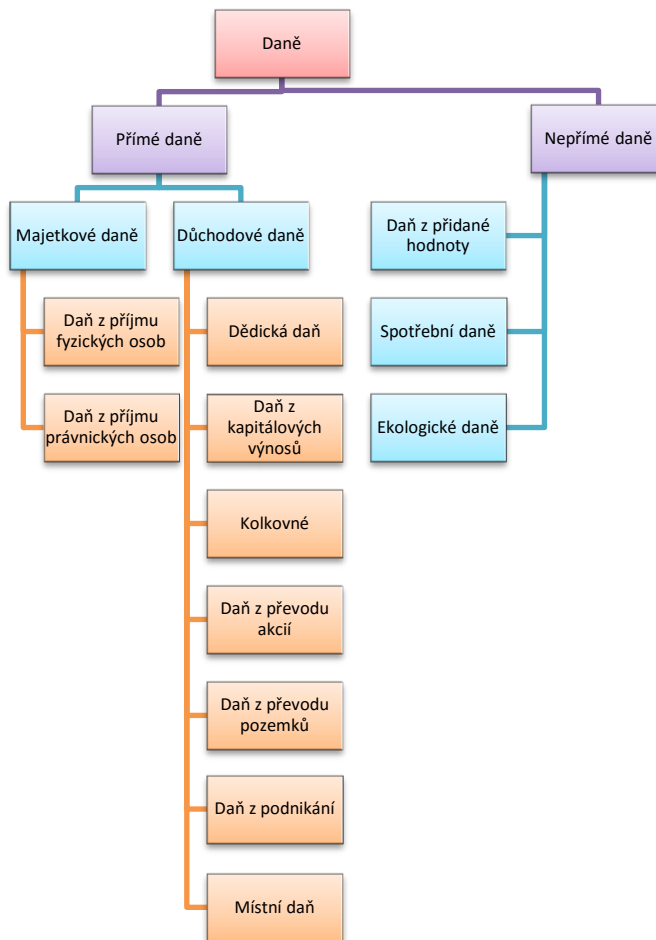 Daně
Přímé daně
Nepřímé daně
Majetkové daně
Důchodové daně
Daň z přidané
hodnoty
Daň z příjmu
fyzických osob
Dědická daň
Spotřební daně
Daň z příjmu
právnických osob
Daň z
kapitálových
výnosů
Ekologické daně
Kolkovné
Daň z převodu
akcií
Daň z převodu
pozemků
Daň z podnikání
Místní daň